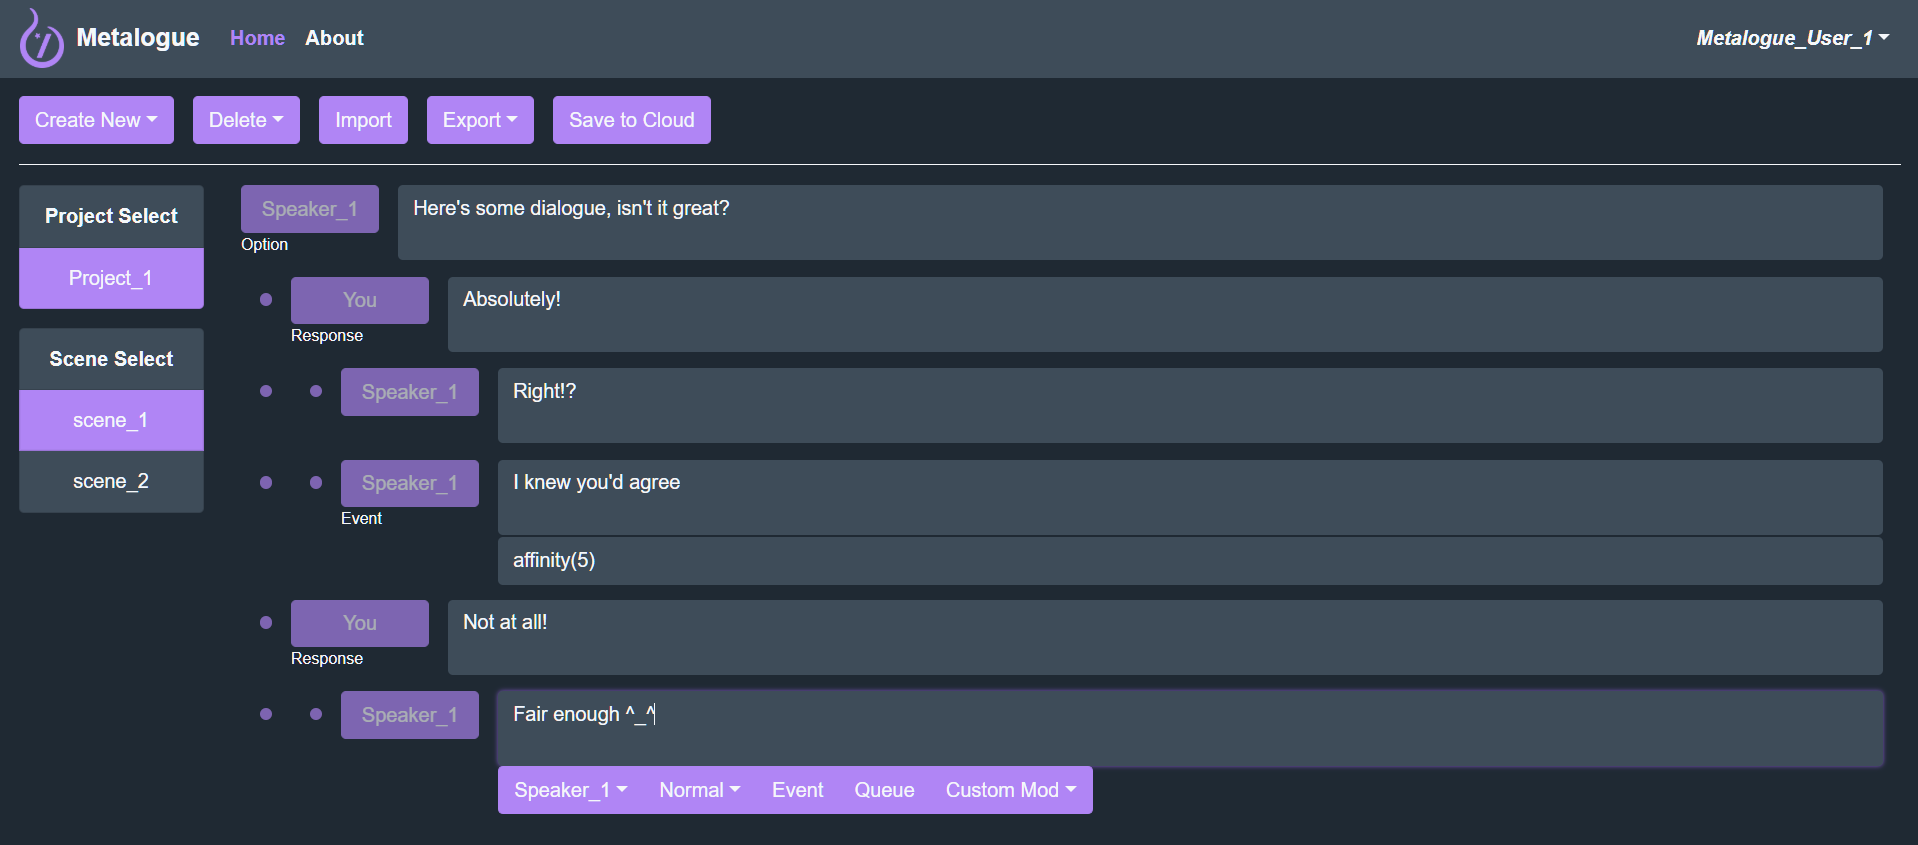 Metalogue Home About Metalogue_User_1
Create New Delete Import Export Save to Cloud
Project Select
Project_1
Scene Select
scene_1
scene_2
Speaker_1 Here's some dialogue, isn't it great?
Option
You Absolutely!
Response
Speaker_1 Right!?
Speaker_1 I knew you'd agree
Event
affinity(5)
You Not at all!
Response
Speaker_1 Fair enough ^_^
Speaker_1 Normal Event Queue Custom Mod